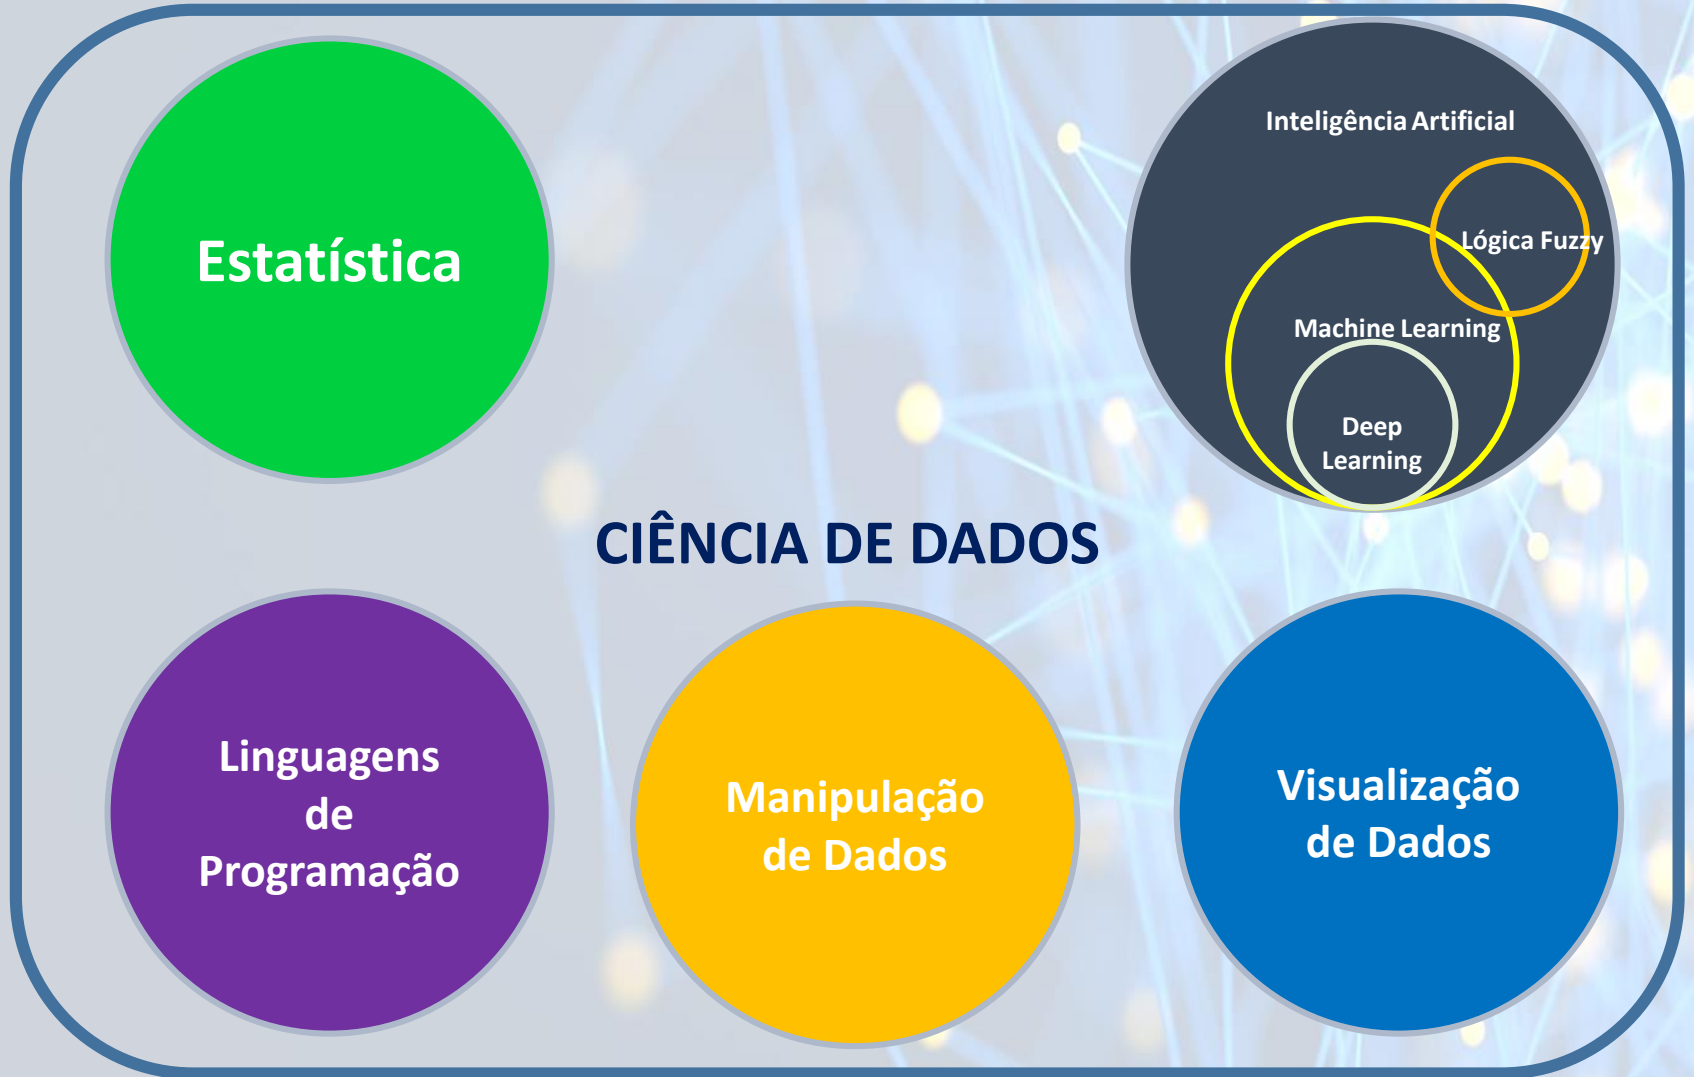 Inteligência Artificial
Estatística
Lógica Fuzzy
Machine Learning
Deep
Learning
CIÊNCIA DE DADOS
Linguagens
de
Programação
Manipulação
de Dados
Visualização
de Dados